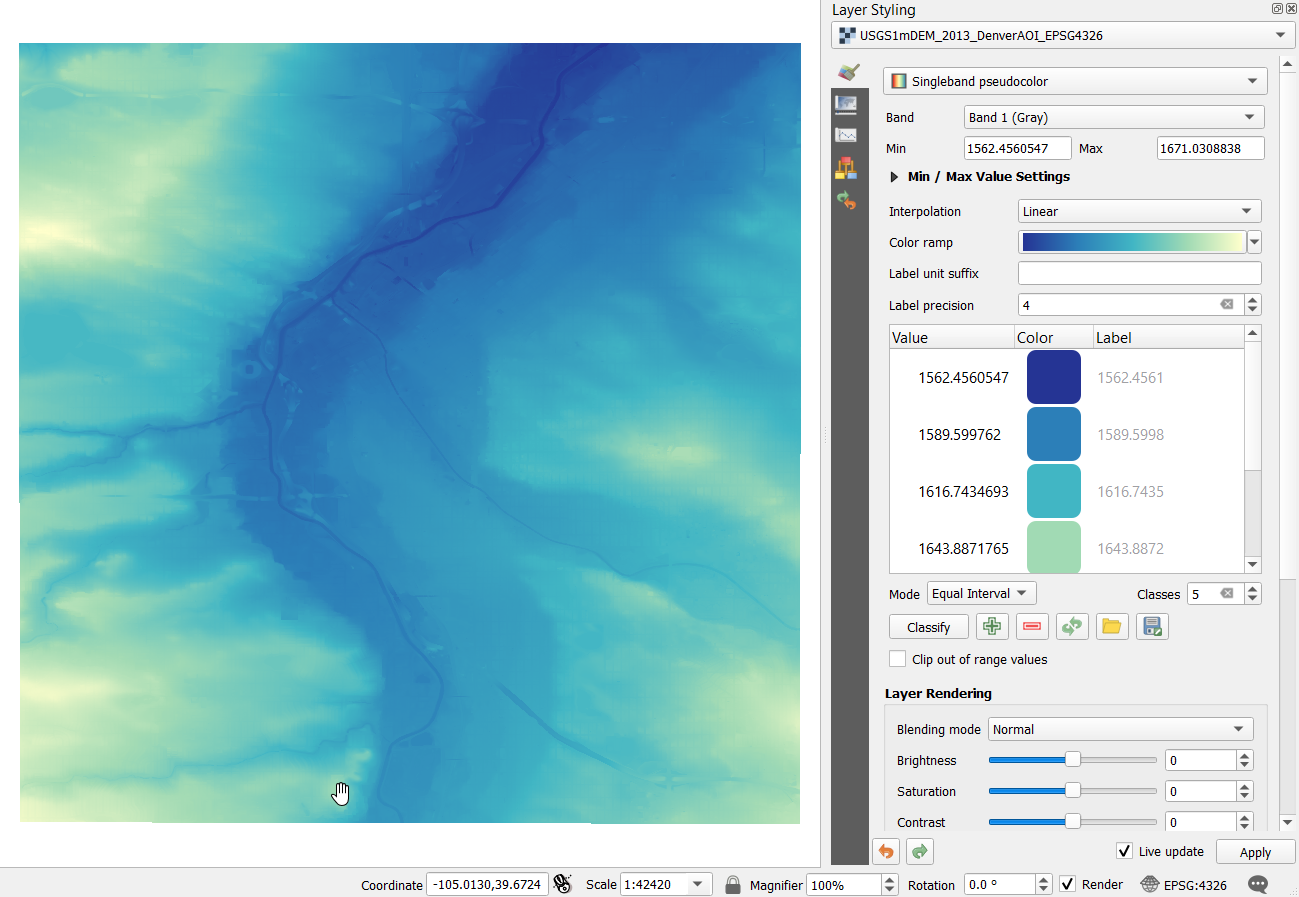 Layer Styling
USGS1mDEM_2013_DenverAOI_EPSG4326
Singleband pseudocolor
Band Band 1 (Gray)
Min 1562.4560547 Max 1671.0308838
Min / Max Value Settings
Interpolation Linear
Color ramp
Label unit suffix
Label precision 4
Value Color Label
1562.4560547 1562.4561
1589.599762 1589.5998
1616.7434693 1616.7435
1643.8871765 1643.8872
Mode Equal Interval Classes 5
Classify
Clip out of range values
Layer Rendering
Blending mode Normal
Brightness 0
Saturation 0
Contrast 0
Live update Apply
Coordinate -105.0130,39.6724 Scale 1:42420 Magnifier 100% Rotation 0.0 ° Render EPSG:4326